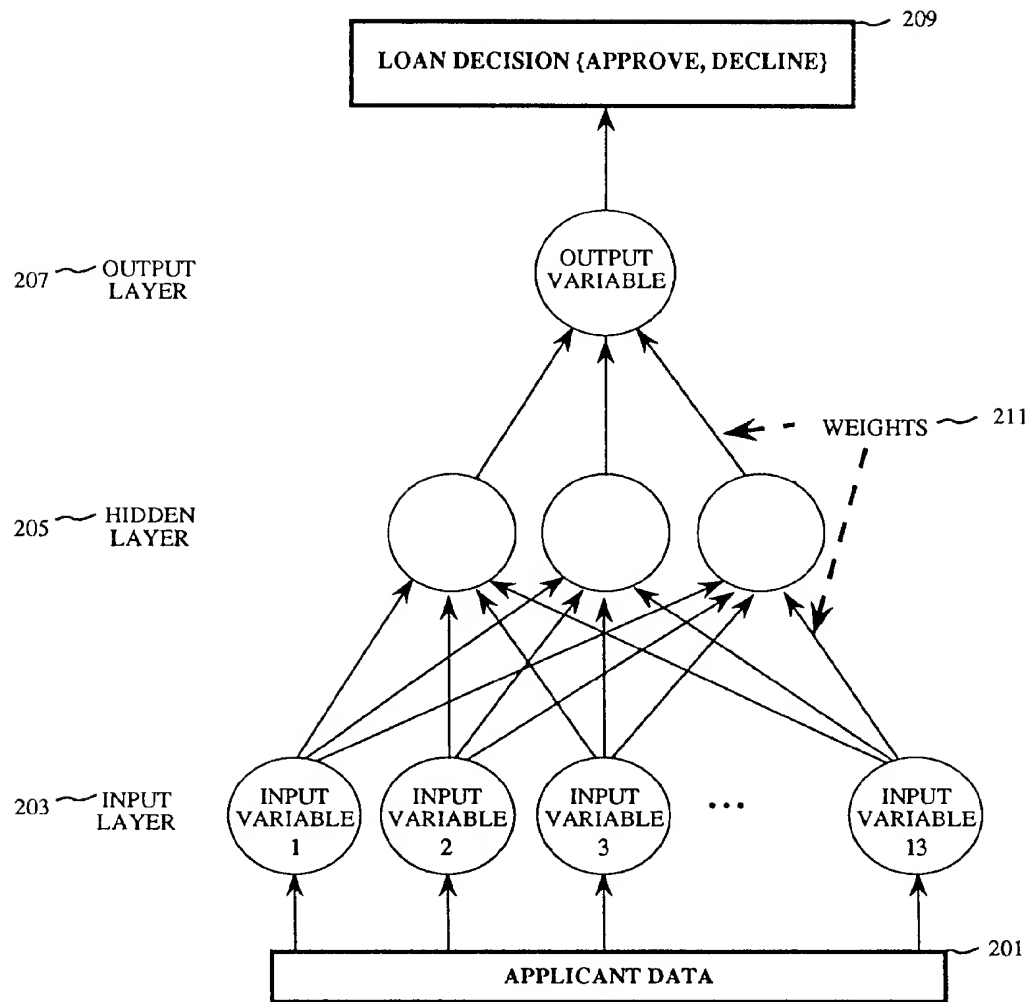 209
LOAN DECISION {APPROVE, DECLINE}
207
OUTPUT
LAYER
OUTPUT
VARIABLE
WEIGHTS
211
205
HIDDEN
LAYER
203
INPUT
LAYER
INPUT
VARIABLE
1
INPUT
VARIABLE
2
INPUT
VARIABLE
3
...
INPUT
VARIABLE
13
201
APPLICANT DATA